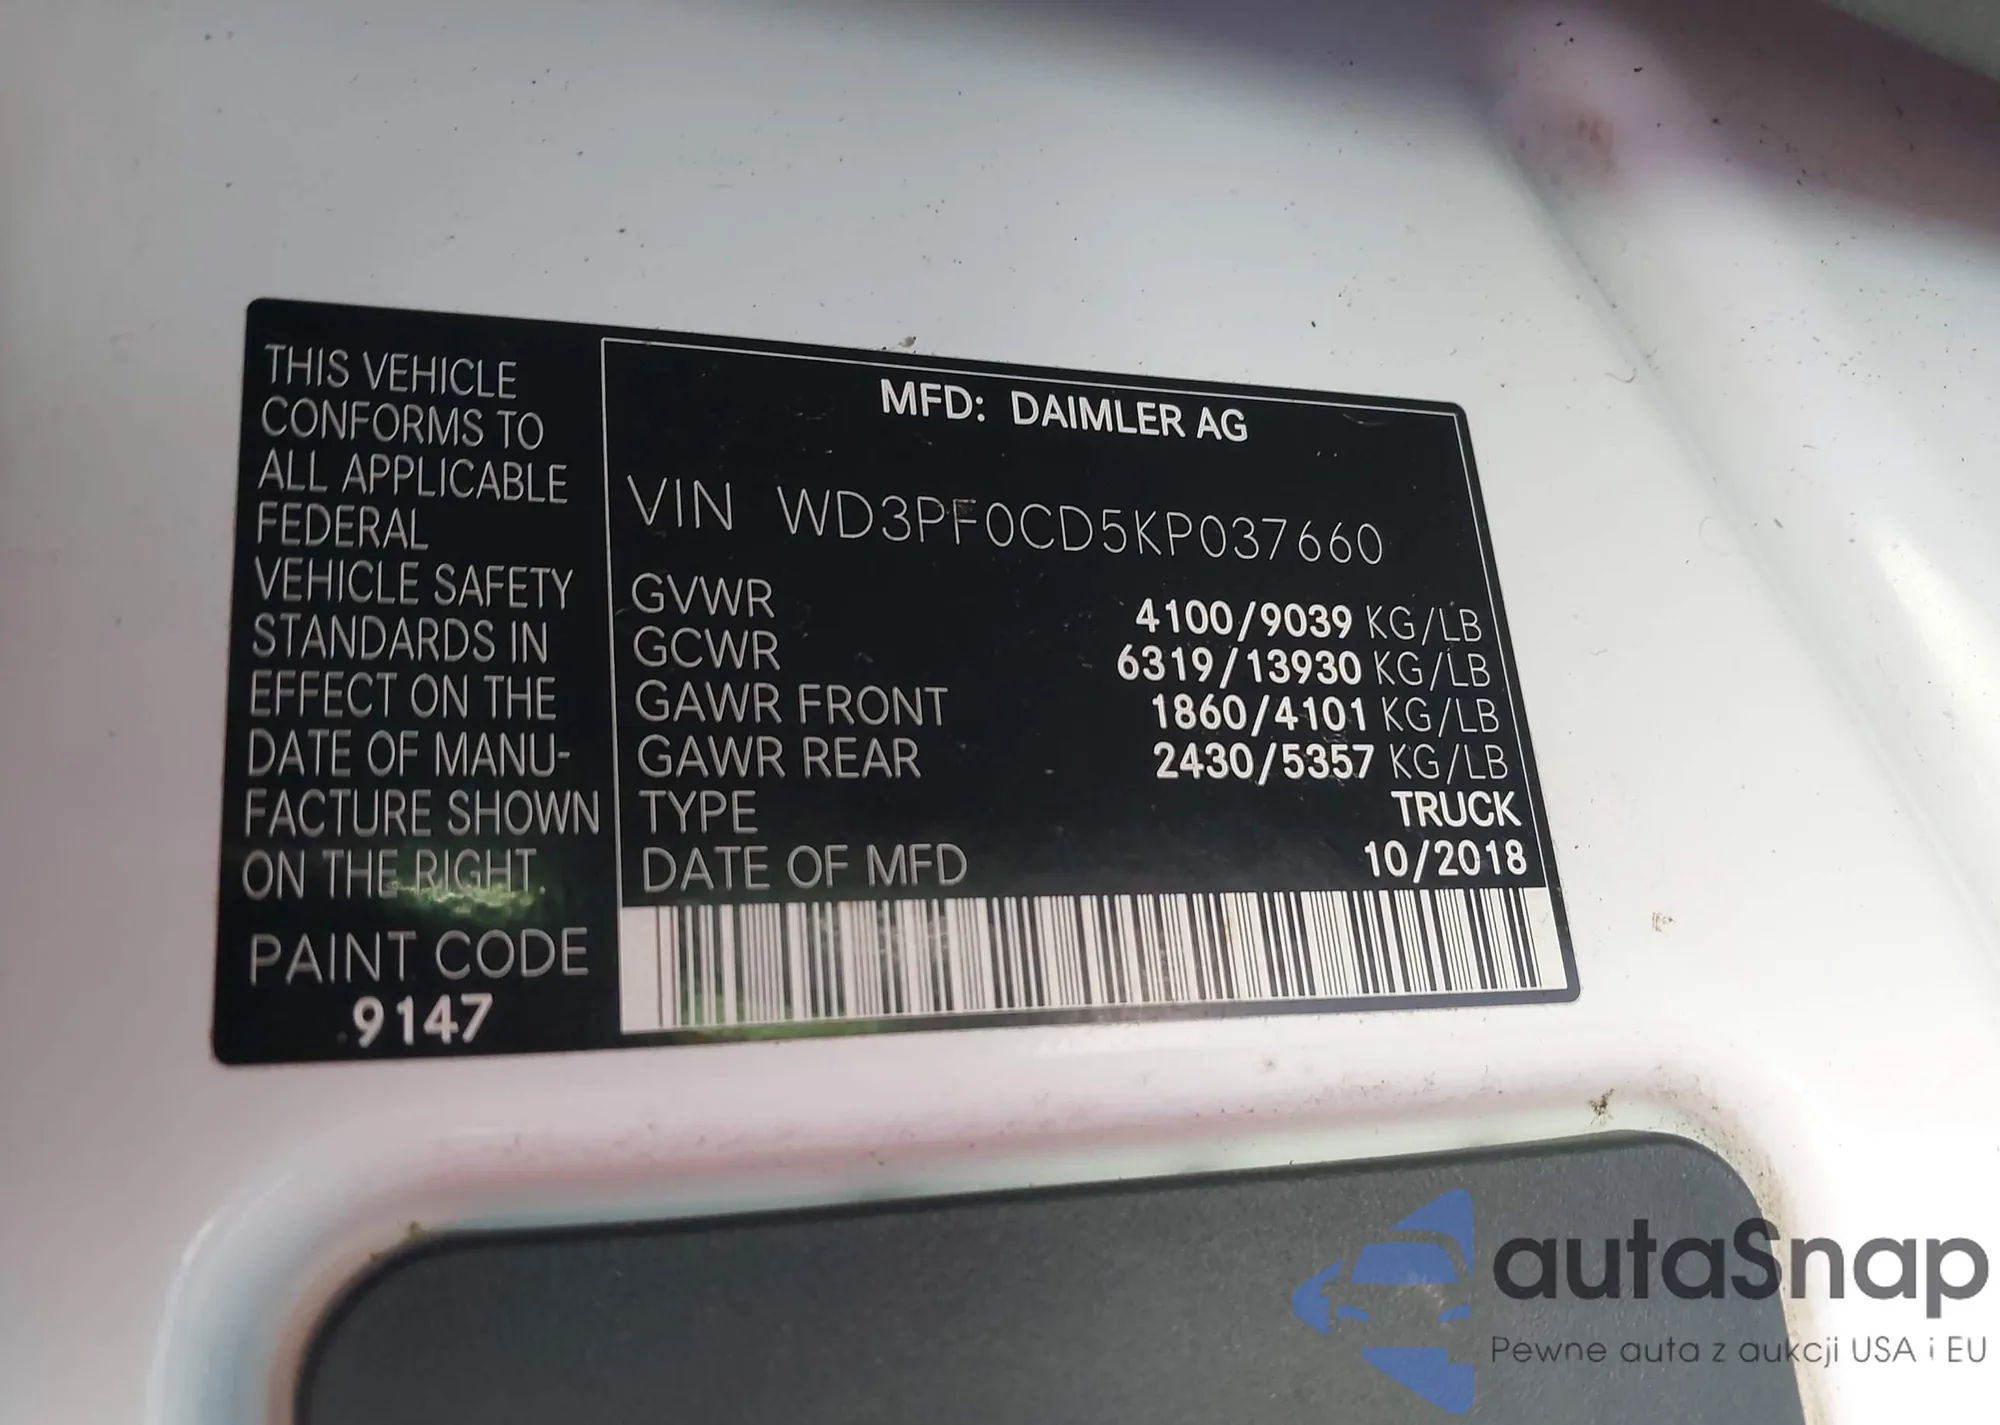 THIS VEHICLE
CONFORMS TO
ALL APPLICABLE
FEDERAL
VEHICLE SAFETY
STANDARDS IN
EFFECT ON THE
DATE OF MANU-
FACTURE SHOWN
ON THE RIGHT.
PAINT CODE
9147
MFD: DAIMLER AG
VIN WD3PF0CD5KP037660
GVWR 4100/9039 KG/LB
GCWR 6319/13930 KG/LB
GAWR FRONT 1860/4101 KG/LB
GAWR REAR 2430/5357 KG/LB
TYPE TRUCK
DATE OF MFD 10/2018
autaSnap
Pewne auta z aukcji USA i EU